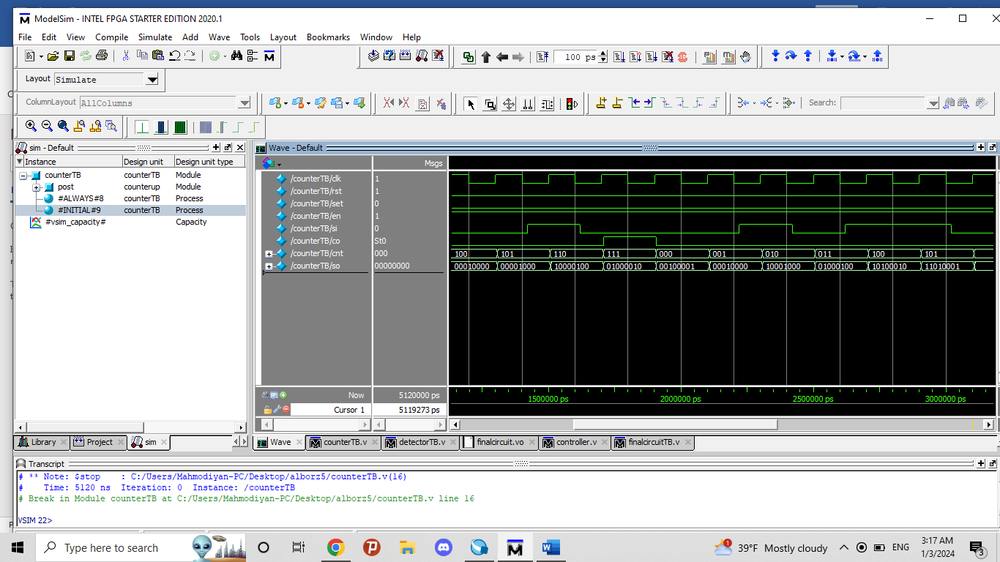 ModelSim - INTEL FPGA STARTER EDITION 2020.1
File Edit View Compile Simulate Add Wave Tools Layout Bookmarks Window Help
100 ps
Layout Simulate
ColumnLayout AllColumns
Search:
sim - Default
Instance Design unit Design unit type
counterTB counterTB Module
post counterup Module
#ALWAYS#8 counterTB Process
#INITIAL#9 counterTB Process
#vsim_capacity# Capacity
Wave - Default
Msgs
/counterTB/clk 1
/counterTB/rst 1
/counterTB/set 0
/counterTB/en 1
/counterTB/si 0
/counterTB/co St0
/counterTB/cnt 000 100 101 110 111 000 001 010 011 100 101
/counterTB/so 00000000 00010000 00001000 10000100 01000010 00100001 00010000 10001000 01000100 10100010 11010001
Now 5120000 ps 1500000 ps 2000000 ps 2500000 ps 3000000 ps
Cursor 1 5119273 ps
Library Project sim
Wave counterTB.v detectorTB.v finalcircuit.vo controller.v finalcircuitTB.v
Transcript
# ** Note: $stop : C:/Users/Mahmodiyan-PC/Desktop/alborz5/counterTB.v(16)
# Time: 5120 ns Iteration: 0 Instance: /counterTB
# Break in Module counterTB at C:/Users/Mahmodiyan-PC/Desktop/alborz5/counterTB.v line 16
VSIM 22>
Type here to search
39°F Mostly cloudy
ENG
3:17 AM
1/3/2024
1
3